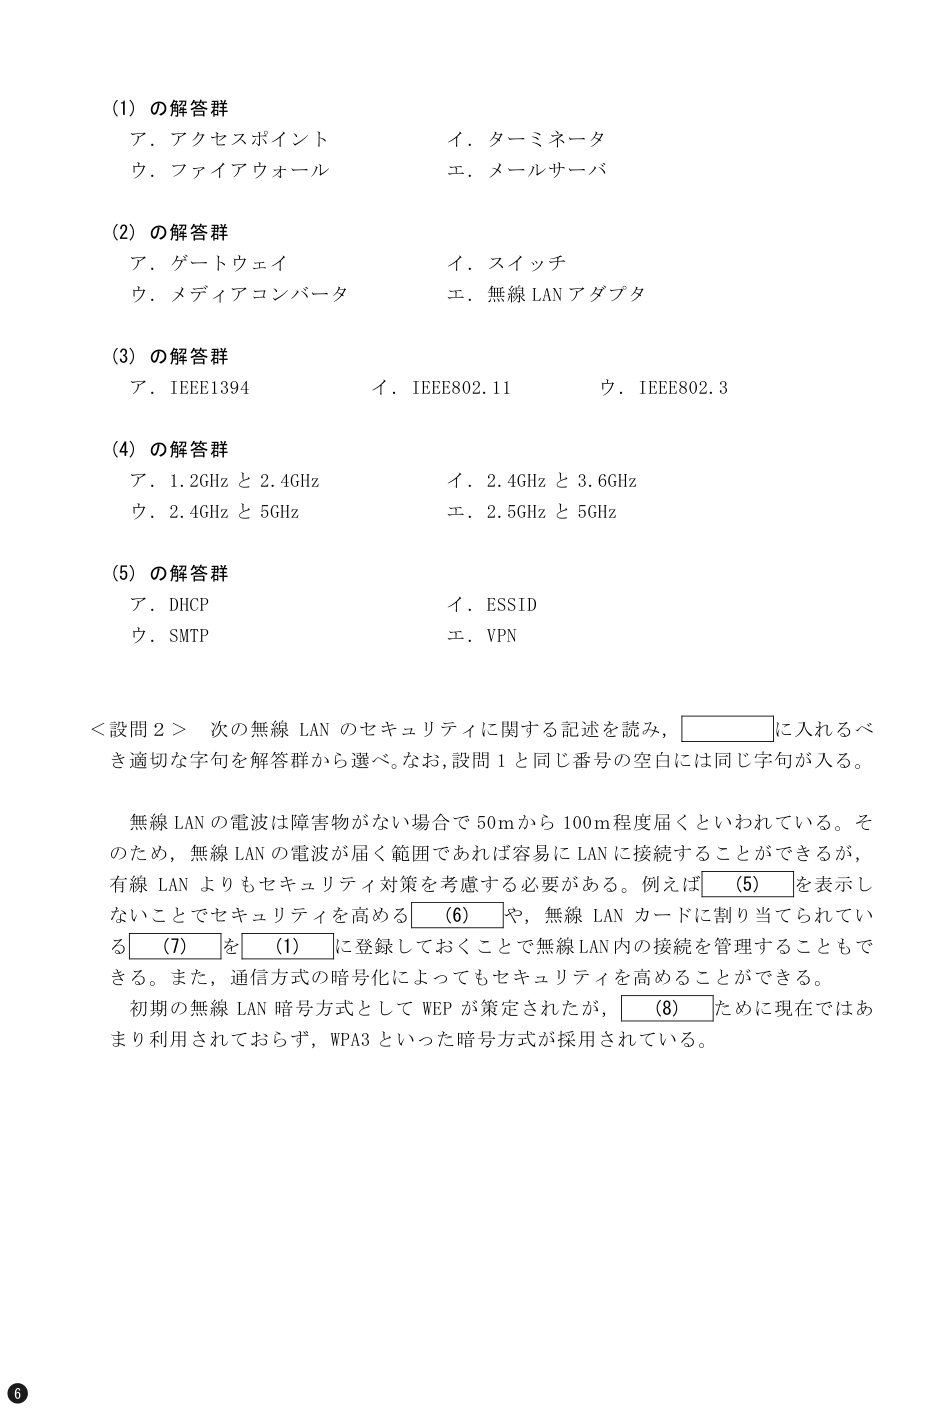 (1) の解答群
ア．アクセスポイント　イ．ターミネータ
ウ．ファイアウォール　エ．メールサーバ
(2) の解答群
ア．ゲートウェイ　イ．スイッチ
ウ．メディアコンバータ　エ．無線 LAN アダプタ
(3) の解答群
ア．IEEE1394　イ．IEEE802.11　ウ．IEEE802.3
(4) の解答群
ア．1.2GHz と 2.4GHz　イ．2.4GHz と 3.6GHz
ウ．2.4GHz と 5GHz　エ．2.5GHz と 5GHz
(5) の解答群
ア．DHCP　イ．ESSID
ウ．SMTP　エ．VPN
＜設問２＞　次の無線 LAN のセキュリティに関する記述を読み，　　　に入れるべ
き適切な字句を解答群から選べ。なお，設問 1 と同じ番号の空白には同じ字句が入る。
無線 LAN の電波は障害物がない場合で 50ｍから 100ｍ程度届くといわれている。そ
のため，無線 LAN の電波が届く範囲であれば容易に LAN に接続することができるが，
有線 LAN よりもセキュリティ対策を考慮する必要がある。例えば (5) を表示し
ないことでセキュリティを高める (6) や，無線 LAN カードに割り当てられてい
る (7) を (1) に登録しておくことで無線LAN内の接続を管理することもで
きる。また，通信方式の暗号化によってもセキュリティを高めることができる。
初期の無線 LAN 暗号方式として WEP が策定されたが， (8) ために現在ではあ
まり利用されておらず，WPA3 といった暗号方式が採用されている。
6